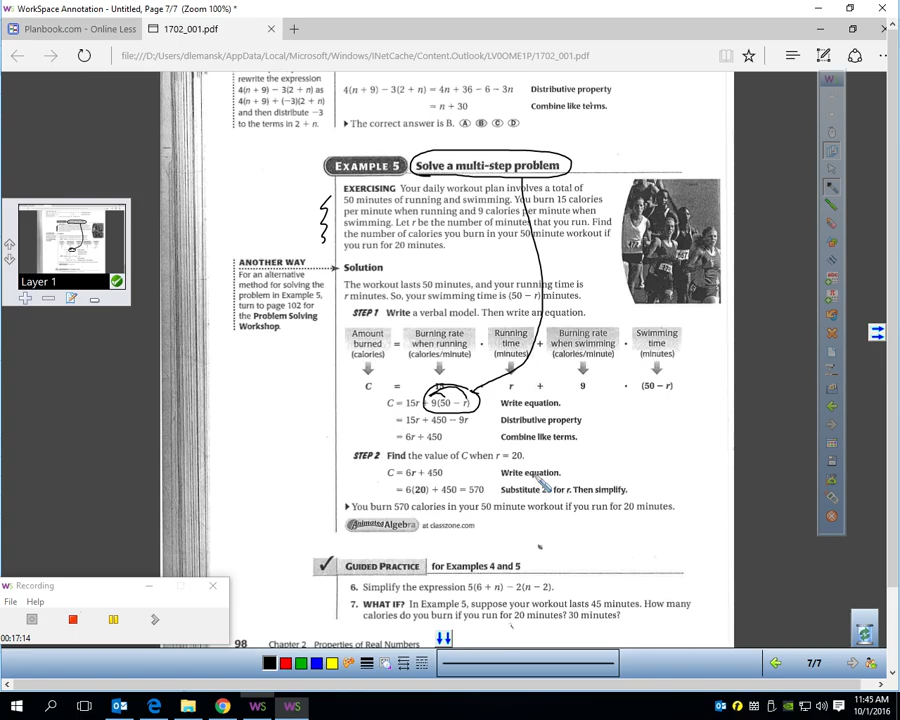 WorkSpace Annotation - Untitled, Page 7/7 (Zoom 100%) *
Planbook.com - Online Less
1702_001.pdf
file:///D:/Users/dlemansk/AppData/Local/Microsoft/Windows/INetCache/Content.Outlook/LV0OME1P/1702_001.pdf
rewrite the expression
4(n + 9) − 3(2 + n) as
4(n + 9) + (−3)(2 + n)
and then distribute −3
to the terms in 2 + n.
4(n + 9) − 3(2 + n) = 4n + 36 − 6 − 3n Distributive property
= n + 30 Combine like terms.
The correct answer is B. A B C D
EXAMPLE 5 Solve a multi-step problem
EXERCISING Your daily workout plan involves a total of
50 minutes of running and swimming. You burn 15 calories
per minute when running and 9 calories per minute when
swimming. Let r be the number of minutes that you run. Find
the number of calories you burn in your 50 minute workout if
you run for 20 minutes.
ANOTHER WAY
For an alternative
method for solving the
problem in Example 5,
turn to page 102 for
the Problem Solving
Workshop.
Solution
The workout lasts 50 minutes, and your running time is
r minutes. So, your swimming time is (50 − r) minutes.
STEP 1 Write a verbal model. Then write an equation.
Amount burned (calories) = Burning rate when running (calories/minute) · Running time (minutes) + Burning rate when swimming (calories/minute) · Swimming time (minutes)
C = 15 r + 9 · (50 − r)
C = 15r + 9(50 − r) Write equation.
= 15r + 450 − 9r Distributive property
= 6r + 450 Combine like terms.
STEP 2 Find the value of C when r = 20.
C = 6r + 450 Write equation.
= 6(20) + 450 = 570 Substitute 20 for r. Then simplify.
You burn 570 calories in your 50 minute workout if you run for 20 minutes.
Animated Algebra at classzone.com
GUIDED PRACTICE for Examples 4 and 5
6. Simplify the expression 5(6 + n) − 2(n − 2).
7. WHAT IF? In Example 5, suppose your workout lasts 45 minutes. How many
calories do you burn if you run for 20 minutes? 30 minutes?
98 Chapter 2 Properties of Real Numbers
Layer 1
Recording
File Help
00:17:14
7/7
11:45 AM
10/1/2016